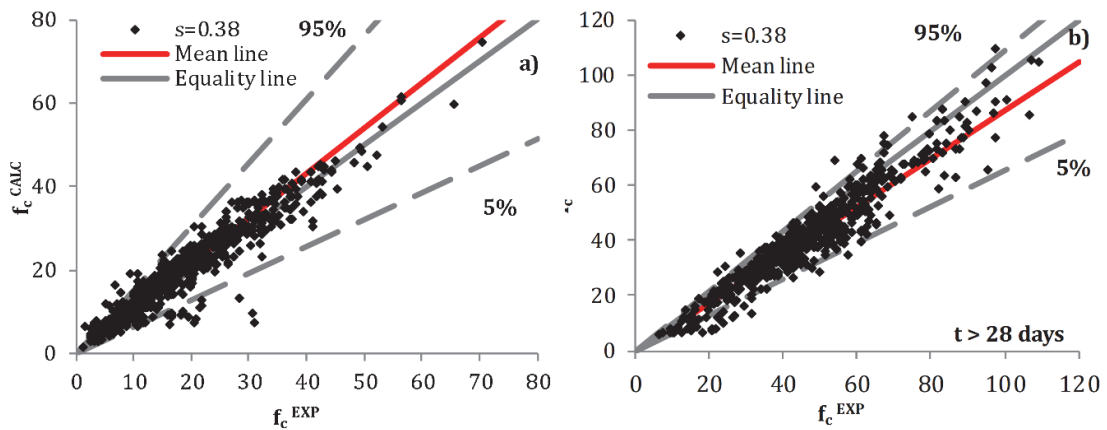 80
60
40
20
0
f_c^CALC
s=0.38
Mean line
Equality line
95%
a)
5%
0 10 20 30 40 50 60 70 80
f_c^EXP
120
100
80
60
40
20
0
s=0.38
Mean line
Equality line
95%
b)
5%
t > 28 days
0 20 40 60 80 100 120
f_c^EXP